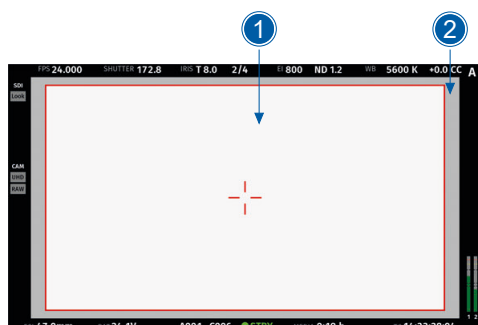 1 2
FPS 24.000 SHUTTER 172.8 IRIS T 8.0 2/4 EI 800 ND 1.2 WB 5600 K +0.0 CC A
SDI
Look
CAM
UHD
RAW
1 2